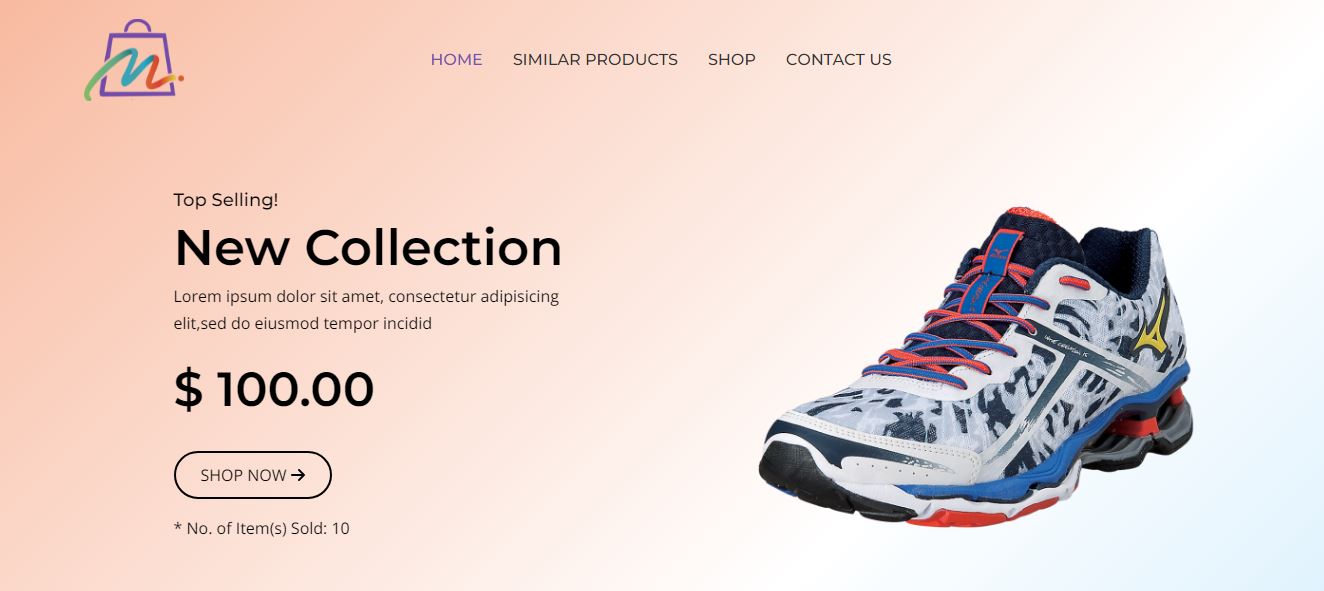 HOME SIMILAR PRODUCTS SHOP CONTACT US
Top Selling!
New Collection
Lorem ipsum dolor sit amet, consectetur adipisicing
elit,sed do eiusmod tempor incidid
$ 100.00
SHOP NOW →
* No. of Item(s) Sold: 10